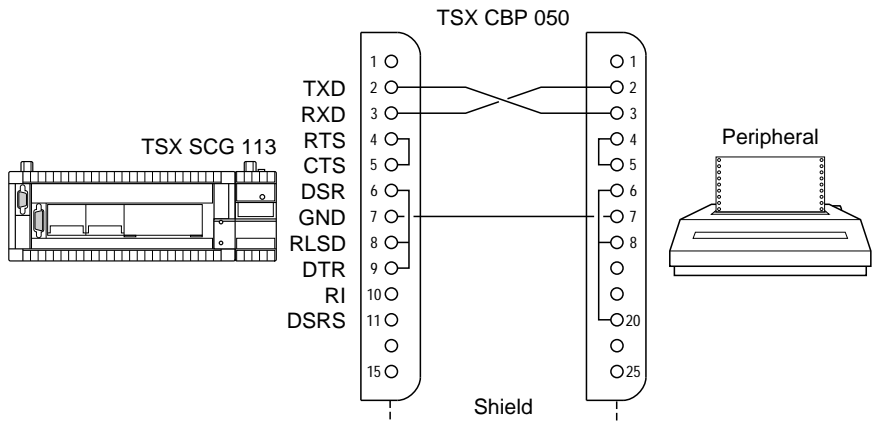 TSX CBP 050
1 1
TXD 2 2
RXD 3 3
RTS 4 4
TSX SCG 113
CTS 5 5
Peripheral
DSR 6 6
GND 7 7
RLSD 8 8
DTR 9
RI 10
DSRS 11 20
15 25
Shield